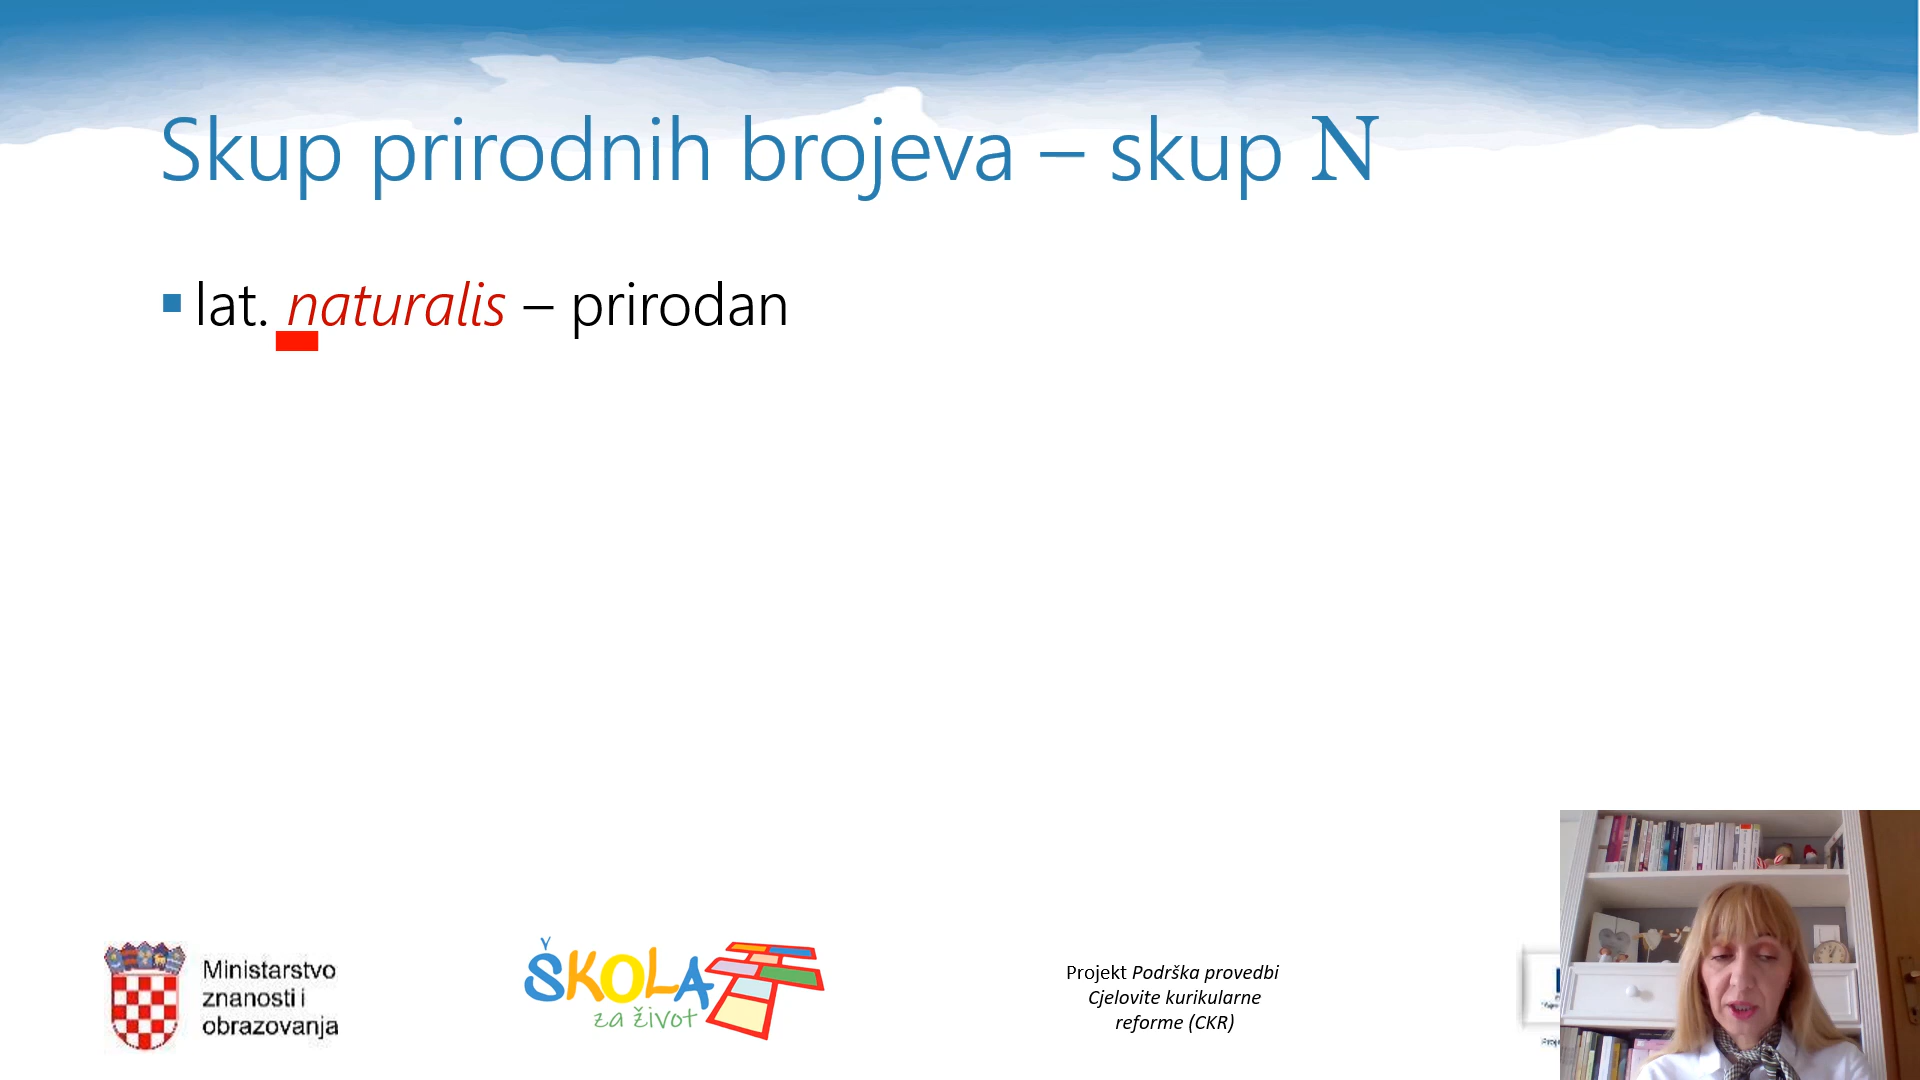 Skup prirodnih brojeva – skup N
lat. naturalis – prirodan
Ministarstvo
znanosti i
obrazovanja
ŠKOLA
za život
Projekt Podrška provedbi
Cjelovite kurikularne
reforme (CKR)